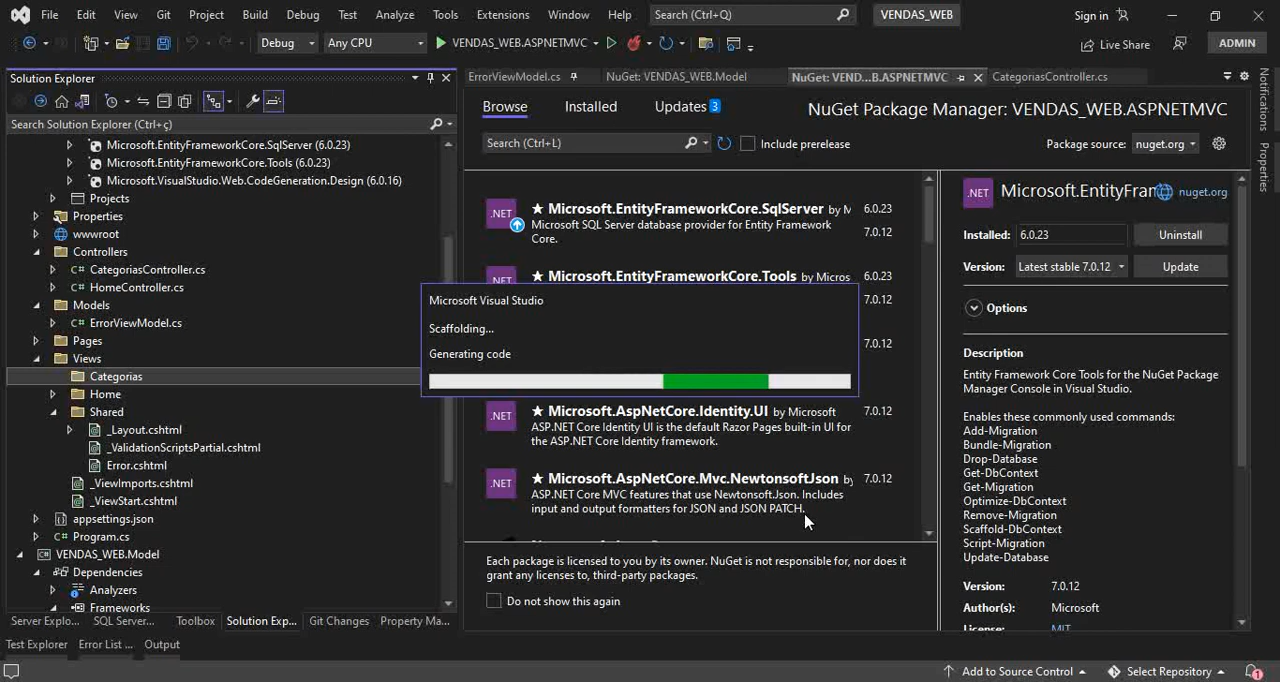 File Edit View Git Project Build Debug Test Analyze Tools Extensions Window Help Search (Ctrl+Q) VENDAS_WEB Sign in
Debug Any CPU VENDAS_WEB.ASPNETMVC Live Share ADMIN
Solution Explorer
Search Solution Explorer (Ctrl+ç)
Microsoft.EntityFrameworkCore.SqlServer (6.0.23)
Microsoft.EntityFrameworkCore.Tools (6.0.23)
Microsoft.VisualStudio.Web.CodeGeneration.Design (6.0.16)
Projects
Properties
wwwroot
Controllers
C# CategoriasController.cs
C# HomeController.cs
Models
C# ErrorViewModel.cs
Pages
Views
Categorias
Home
Shared
_Layout.cshtml
_ValidationScriptsPartial.cshtml
Error.cshtml
_ViewImports.cshtml
_ViewStart.cshtml
appsettings.json
C# Program.cs
VENDAS_WEB.Model
Dependencies
Analyzers
Frameworks
Server Explo... SQL Server... Toolbox Solution Exp... Git Changes Property Ma...
Test Explorer Error List ... Output
ErrorViewModel.cs NuGet: VENDAS_WEB.Model NuGet: VEND...B.ASPNETMVC CategoriasController.cs
Browse Installed Updates 3 NuGet Package Manager: VENDAS_WEB.ASPNETMVC
Search (Ctrl+L) Include prerelease Package source: nuget.org
.NET Microsoft.EntityFrameworkCore.SqlServer by M 6.0.23
Microsoft SQL Server database provider for Entity Framework 7.0.12
Core.
.NET Microsoft.EntityFrameworkCore.Tools by Micros 6.0.23
7.0.12
7.0.12
Microsoft Visual Studio
Scaffolding...
Generating code
.NET Microsoft.AspNetCore.Identity.UI by Microsoft 7.0.12
ASP.NET Core Identity UI is the default Razor Pages built-in UI for
the ASP.NET Core Identity framework.
.NET Microsoft.AspNetCore.Mvc.NewtonsoftJson by 7.0.12
ASP.NET Core MVC features that use Newtonsoft.Json. Includes
input and output formatters for JSON and JSON PATCH.
Each package is licensed to you by its owner. NuGet is not responsible for, nor does it
grant any licenses to, third-party packages.
Do not show this again
.NET Microsoft.EntityFran nuget.org
Installed: 6.0.23 Uninstall
Version: Latest stable 7.0.12 Update
Options
Description
Entity Framework Core Tools for the NuGet Package
Manager Console in Visual Studio.
Enables these commonly used commands:
Add-Migration
Bundle-Migration
Drop-Database
Get-DbContext
Get-Migration
Optimize-DbContext
Remove-Migration
Scaffold-DbContext
Script-Migration
Update-Database
Version: 7.0.12
Author(s): Microsoft
License: MIT
Notifications
Properties
Add to Source Control Select Repository 1